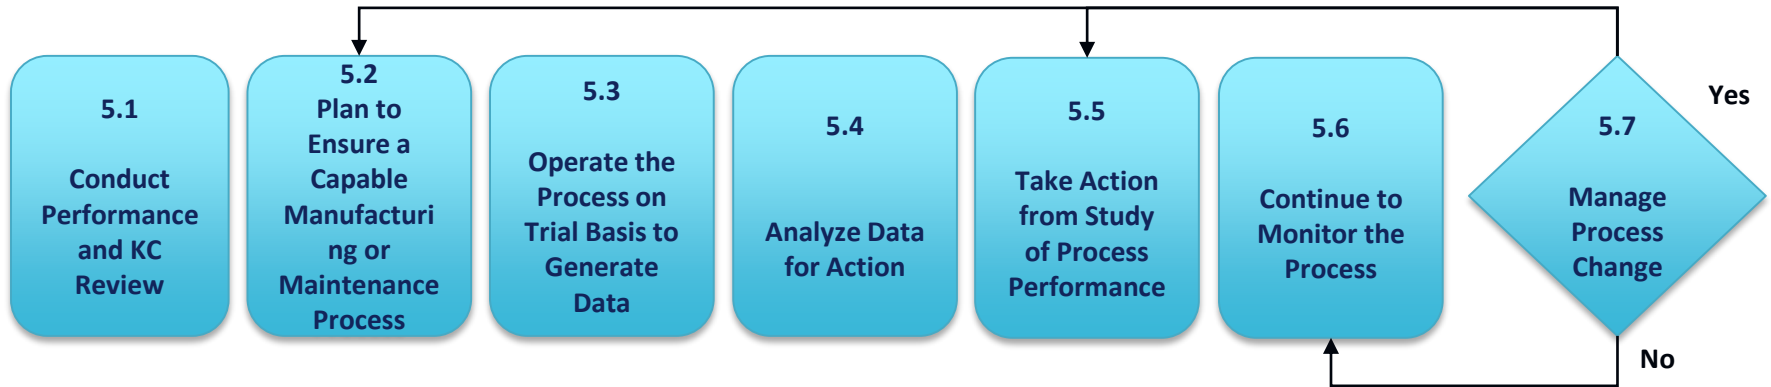 5.1
Conduct
Performance
and KC
Review
5.2
Plan to
Ensure a
Capable
Manufacturi
ng or
Maintenance
Process
5.3
Operate the
Process on
Trial Basis to
Generate
Data
5.4
Analyze Data
for Action
5.5
Take Action
from Study
of Process
Performance
5.6
Continue to
Monitor the
Process
5.7
Manage
Process
Change
Yes
No